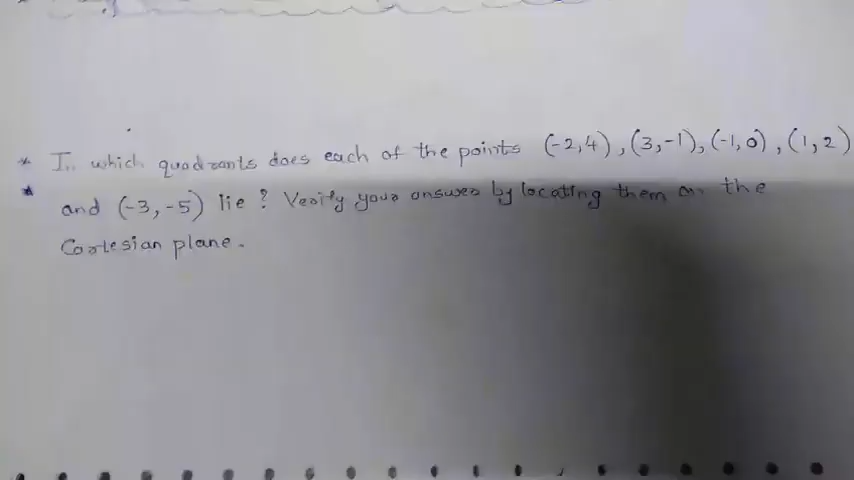 * In which quadrants does each of the points (-2,4), (3,-1), (-1,0), (1,2)
* and (-3,-5) lie? Verify your answer by locating them on the
Cartesian plane.